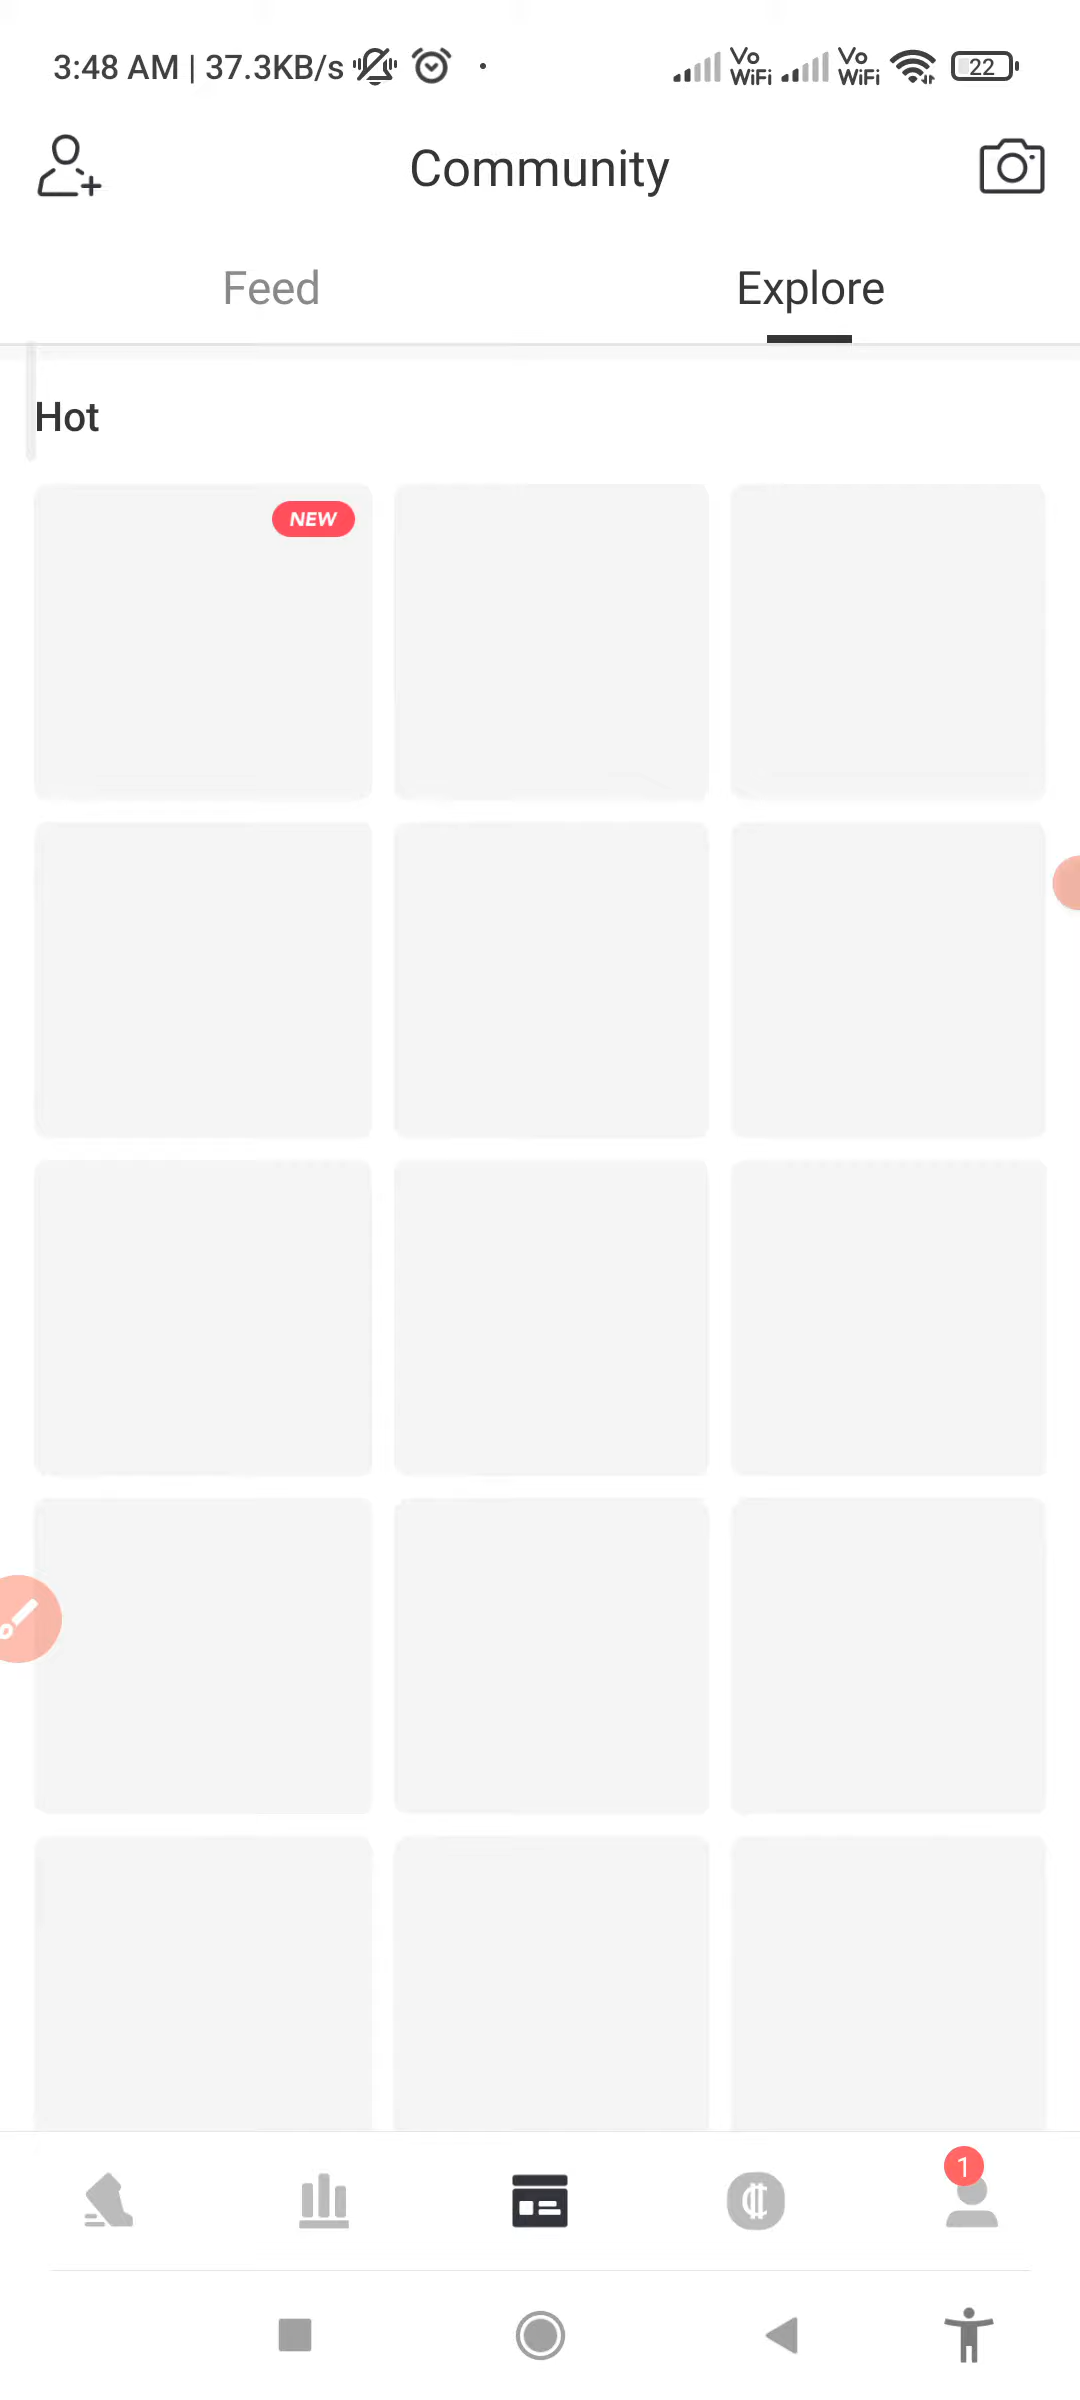 3:48 AM | 37.3KB/s Vo WiFi Vo WiFi 22
Community
Feed Explore
Hot
NEW
1